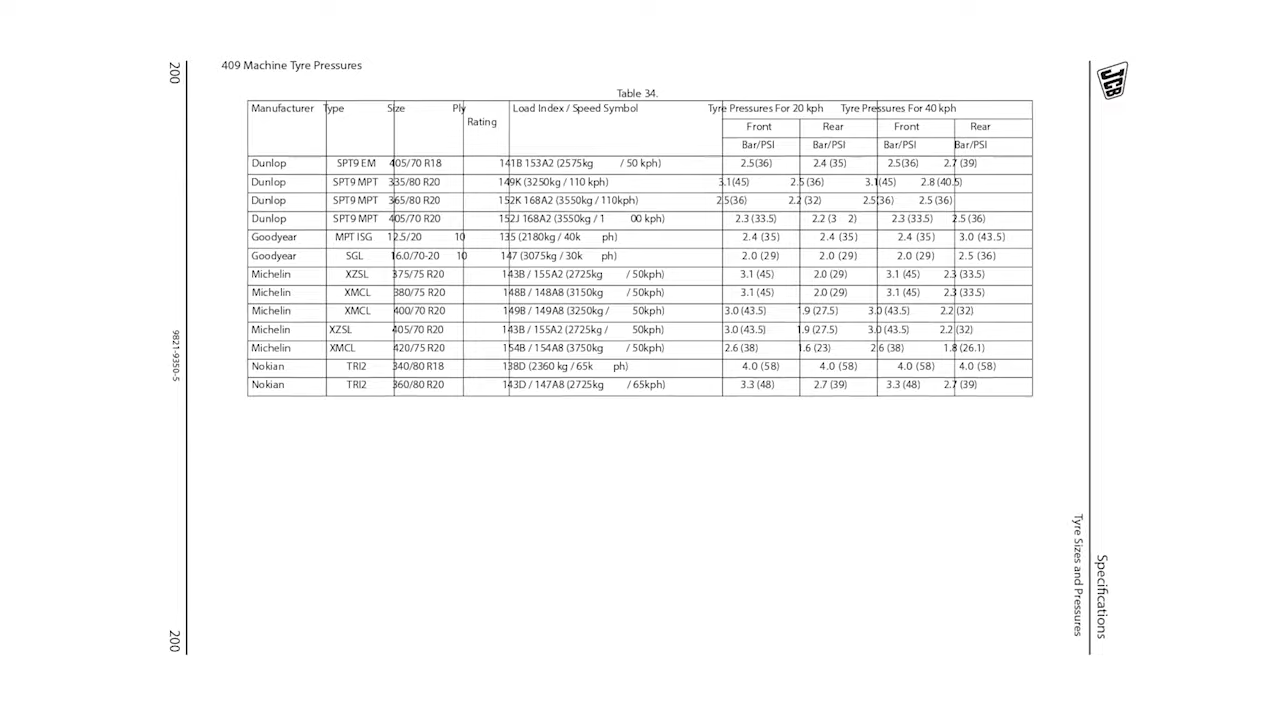 409 Machine Tyre Pressures
Table 34.
Manufacturer Type Size Ply Rating Load Index / Speed Symbol Tyre Pressures For 20 kph Tyre Pressures For 40 kph
Front Rear Front Rear
Bar/PSI Bar/PSI Bar/PSI Bar/PSI
Dunlop SPT9 EM 405/70 R18 141B 153A2 (2575kg / 50 kph) 2.5(36) 2.4 (35) 2.5(36) 2.7 (39)
Dunlop SPT9 MPT 335/80 R20 149K (3250kg / 110 kph) 3.1(45) 2.5 (36) 3.1(45) 2.8 (40.5)
Dunlop SPT9 MPT 365/80 R20 152K 168A2 (3550kg / 110kph) 2.5(36) 2.2 (32) 2.5(36) 2.5 (36)
Dunlop SPT9 MPT 405/70 R20 152J 168A2 (3550kg / 1 00 kph) 2.3 (33.5) 2.2 (3 2) 2.3 (33.5) 2.5 (36)
Goodyear MPT ISG 12.5/20 10 135 (2180kg / 40k ph) 2.4 (35) 2.4 (35) 2.4 (35) 3.0 (43.5)
Goodyear SGL 16.0/70-20 10 147 (3075kg / 30k ph) 2.0 (29) 2.0 (29) 2.0 (29) 2.5 (36)
Michelin XZSL 375/75 R20 143B / 155A2 (2725kg / 50kph) 3.1 (45) 2.0 (29) 3.1 (45) 2.3 (33.5)
Michelin XMCL 380/75 R20 148B / 148A8 (3150kg / 50kph) 3.1 (45) 2.0 (29) 3.1 (45) 2.3 (33.5)
Michelin XMCL 400/70 R20 149B / 149A8 (3250kg / 50kph) 3.0 (43.5) 1.9 (27.5) 3.0 (43.5) 2.2 (32)
Michelin XZSL 405/70 R20 143B / 155A2 (2725kg / 50kph) 3.0 (43.5) 1.9 (27.5) 3.0 (43.5) 2.2 (32)
Michelin XMCL 420/75 R20 154B / 154A8 (3750kg / 50kph) 2.6 (38) 1.6 (23) 2.6 (38) 1.8 (26.1)
Nokian TRI2 340/80 R18 138D (2360 kg / 65k ph) 4.0 (58) 4.0 (58) 4.0 (58) 4.0 (58)
Nokian TRI2 360/80 R20 143D / 147A8 (2725kg / 65kph) 3.3 (48) 2.7 (39) 3.3 (48) 2.7 (39)
200
9821-9350-5
200
JCB
Specifications
Tyre Sizes and Pressures